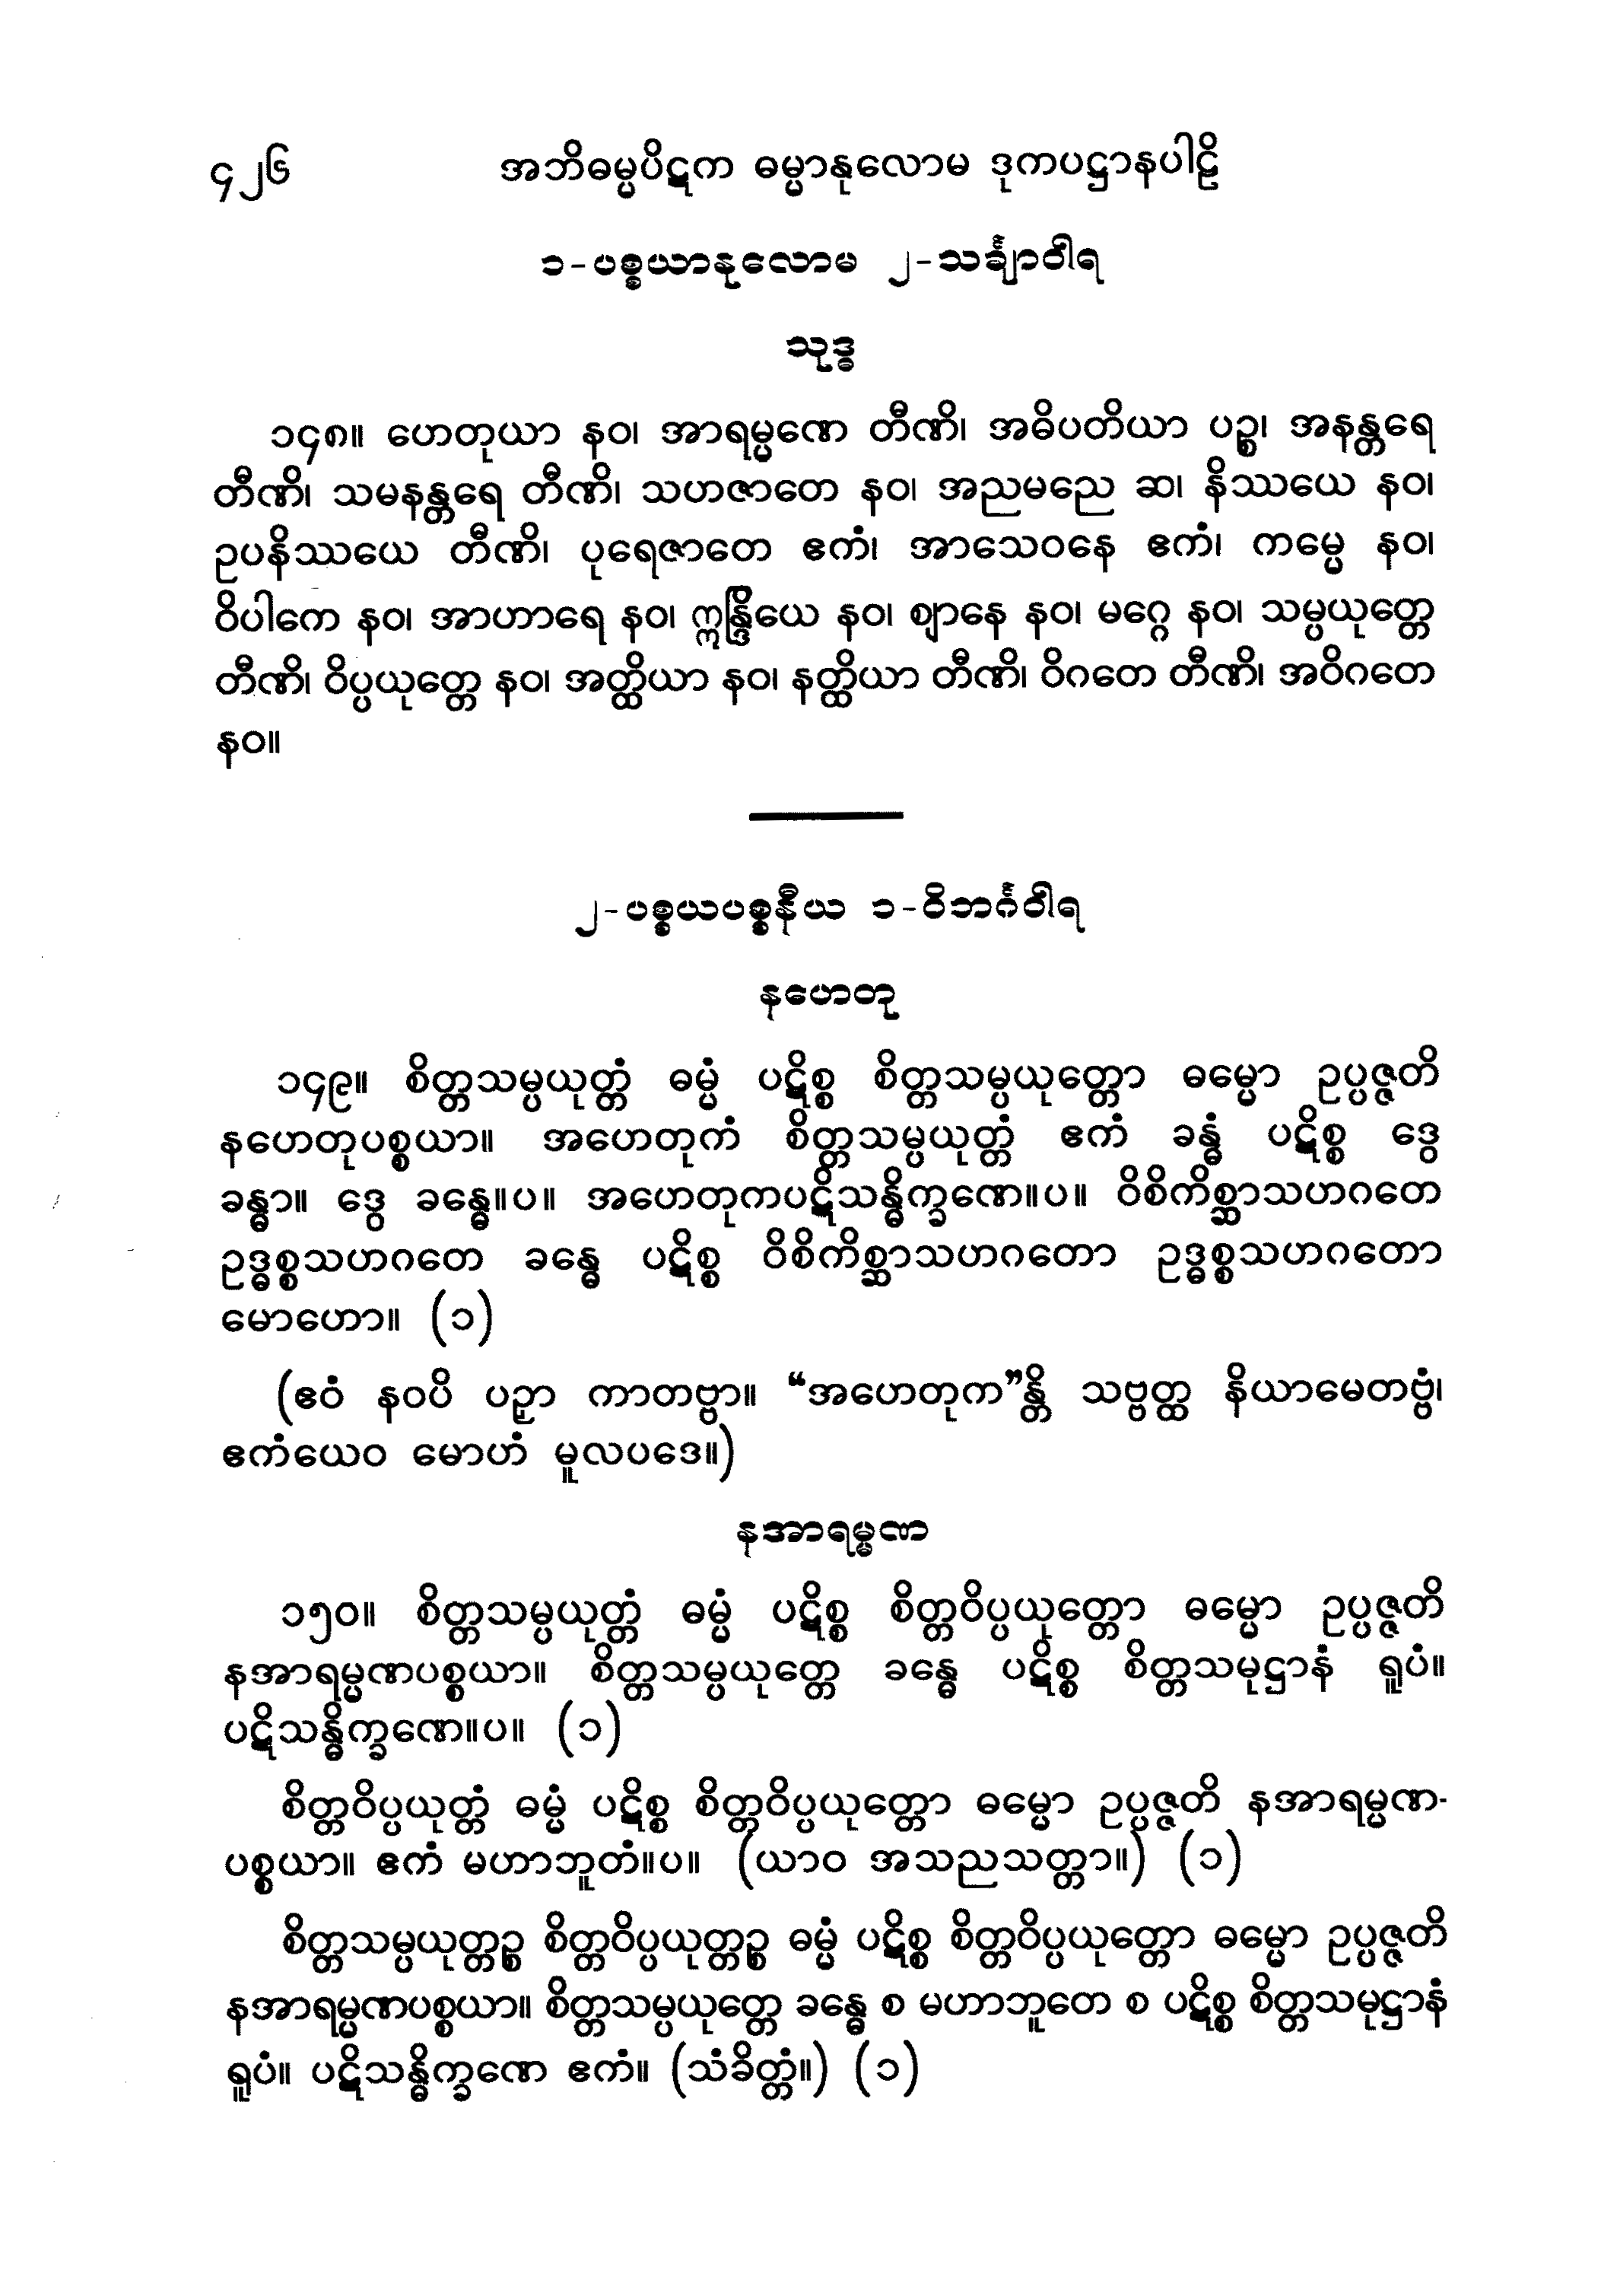 ၄၂၆ အဘိဓမ္မပိဋက ဓမ္မာနုလောမ ဒုကပဋ္ဌာနပါဠိ
၁-ပစ္စယာနုလောမ ၂-သင်္ချာဝါရ
သုဒ္ဓ
၁၄၈။ ဟေတုယာ နဝ၊ အာရမ္မဏေ တီဏိ၊ အဓိပတိယာ ပဉ္စ၊ အနန္တရေ
တီဏိ၊ သမနန္တရေ တီဏိ၊ သဟဇာတေ နဝ၊ အညမညေ ဆ၊ နိဿယေ နဝ၊
ဥပနိဿယေ တီဏိ၊ ပုရေဇာတေ ဧကံ၊ အာသေဝနေ ဧကံ၊ ကမ္မေ နဝ၊
ဝိပါကေ နဝ၊ အာဟာရေ နဝ၊ ဣန္ဒြိယေ နဝ၊ ဈာနေ နဝ၊ မဂ္ဂေ နဝ၊ သမ္ပယုတ္တေ
တီဏိ၊ ဝိပ္ပယုတ္တေ နဝ၊ အတ္ထိယာ နဝ၊ နတ္ထိယာ တီဏိ၊ ဝိဂတေ တီဏိ၊ အဝိဂတေ
နဝ။
၂-ပစ္စယပစ္စနီယ ၁-ဝိဘင်္ဂဝါရ
နဟေတု
၁၄၉။ စိတ္တသမ္ပယုတ္တံ ဓမ္မံ ပဋိစ္စ စိတ္တသမ္ပယုတ္တော ဓမ္မော ဥပ္ပဇ္ဇတိ
နဟေတုပစ္စယာ။ အဟေတုကံ စိတ္တသမ္ပယုတ္တံ ဧကံ ခန္ဓံ ပဋိစ္စ ဒွေ
ခန္ဓာ။ ဒွေ ခန္ဓေ။ပ။ အဟေတုကပဋိသန္ဓိက္ခဏေ။ပ။ ဝိစိကိစ္ဆာသဟဂတေ
ဥဒ္ဓစ္စသဟဂတေ ခန္ဓေ ပဋိစ္စ ဝိစိကိစ္ဆာသဟဂတော ဥဒ္ဓစ္စသဟဂတော
မောဟော။ (၁)
(ဧဝံ နဝပိ ပဉှာ ကာတဗ္ဗာ။ “အဟေတုက”န္တိ သဗ္ဗတ္ထ နိယာမေတဗ္ဗံ၊
ဧကံယေဝ မောဟံ မူလပဒေ။)
နအာရမ္မဏ
၁၅၀။ စိတ္တသမ္ပယုတ္တံ ဓမ္မံ ပဋိစ္စ စိတ္တဝိပ္ပယုတ္တော ဓမ္မော ဥပ္ပဇ္ဇတိ
နအာရမ္မဏပစ္စယာ။ စိတ္တသမ္ပယုတ္တေ ခန္ဓေ ပဋိစ္စ စိတ္တသမုဋ္ဌာနံ ရူပံ။
ပဋိသန္ဓိက္ခဏေ။ပ။ (၁)
စိတ္တဝိပ္ပယုတ္တံ ဓမ္မံ ပဋိစ္စ စိတ္တဝိပ္ပယုတ္တော ဓမ္မော ဥပ္ပဇ္ဇတိ နအာရမ္မဏ-
ပစ္စယာ။ ဧကံ မဟာဘူတံ။ပ။ (ယာဝ အသညသတ္တာ။) (၁)
စိတ္တသမ္ပယုတ္တဉ္စ စိတ္တဝိပ္ပယုတ္တဉ္စ ဓမ္မံ ပဋိစ္စ စိတ္တဝိပ္ပယုတ္တော ဓမ္မော ဥပ္ပဇ္ဇတိ
နအာရမ္မဏပစ္စယာ။ စိတ္တသမ္ပယုတ္တေ ခန္ဓေ စ မဟာဘူတေ စ ပဋိစ္စ စိတ္တသမုဋ္ဌာနံ
ရူပံ။ ပဋိသန္ဓိက္ခဏေ ဧကံ။ (သံခိတ္တံ။) (၁)